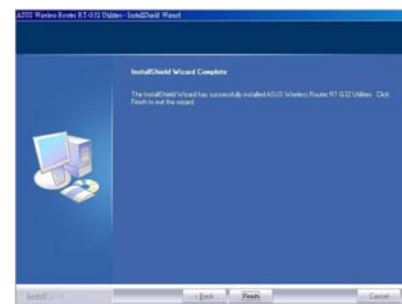 ASUS Wireless Router RT-G32 Utilities - InstallShield Wizard
InstallShield Wizard Complete
The InstallShield Wizard has successfully installed ASUS Wireless Router RT-G32 Utilities. Click
Finish to exit the wizard.
InstallShield
< Back
Finish
Cancel